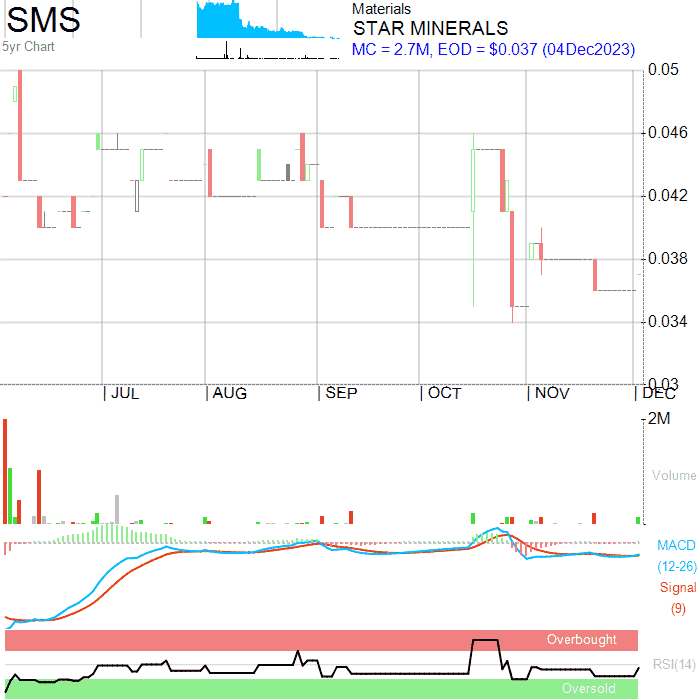 SMS
5yr Chart
Materials
STAR MINERALS
MC = 2.7M, EOD = $0.037 (04Dec2023)
0.05
0.046
0.042
0.038
0.034
0.03
JUL
AUG
SEP
OCT
NOV
DEC
2M
Volume
MACD
(12-26)
Signal
(9)
Overbought
RSI(14)
Oversold